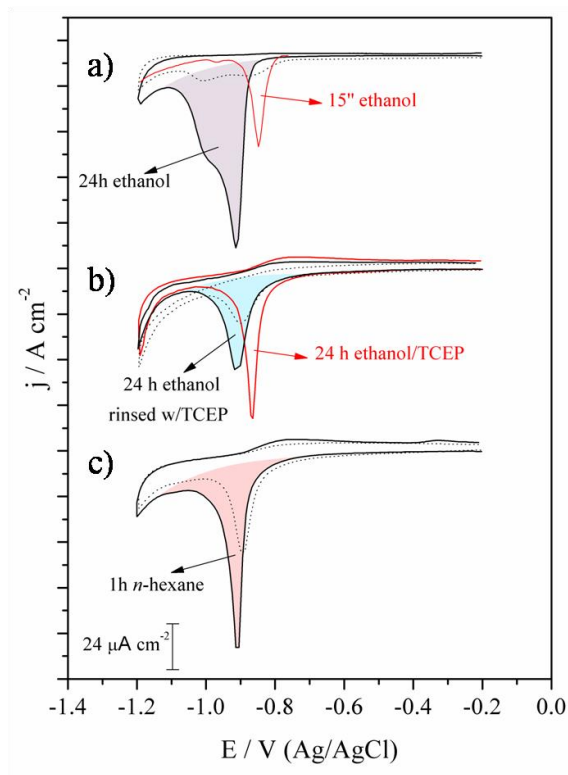 a)
15" ethanol
24h ethanol
b)
24 h ethanol/TCEP
24 h ethanol
rinsed w/TCEP
c)
1h n-hexane
24 µA cm-2
j / A cm-2
-1.4 -1.2 -1.0 -0.8 -0.6 -0.4 -0.2 0.0
E / V (Ag/AgCl)